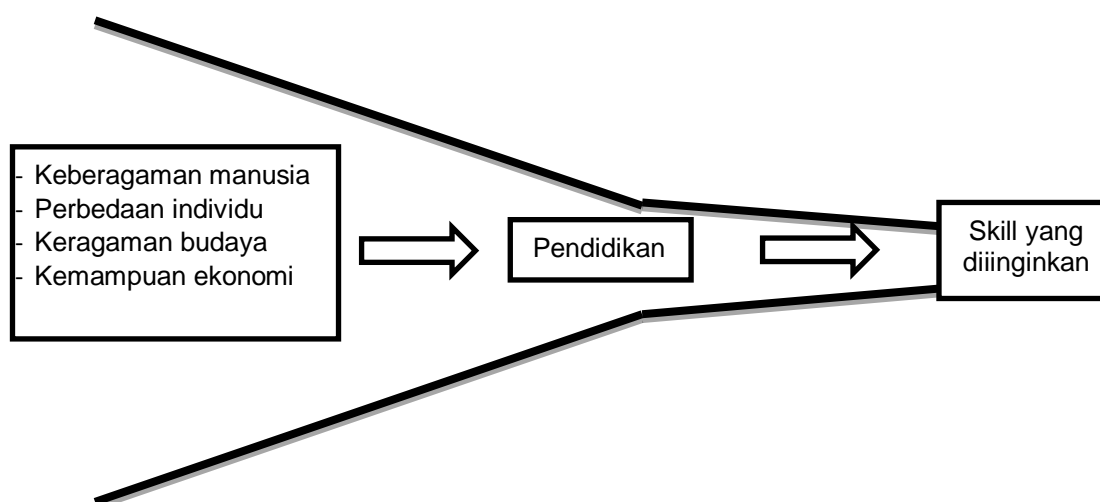 - Keberagaman manusia
- Perbedaan individu
- Keragaman budaya
- Kemampuan ekonomi
Pendidikan
Skill yang
diiinginkan